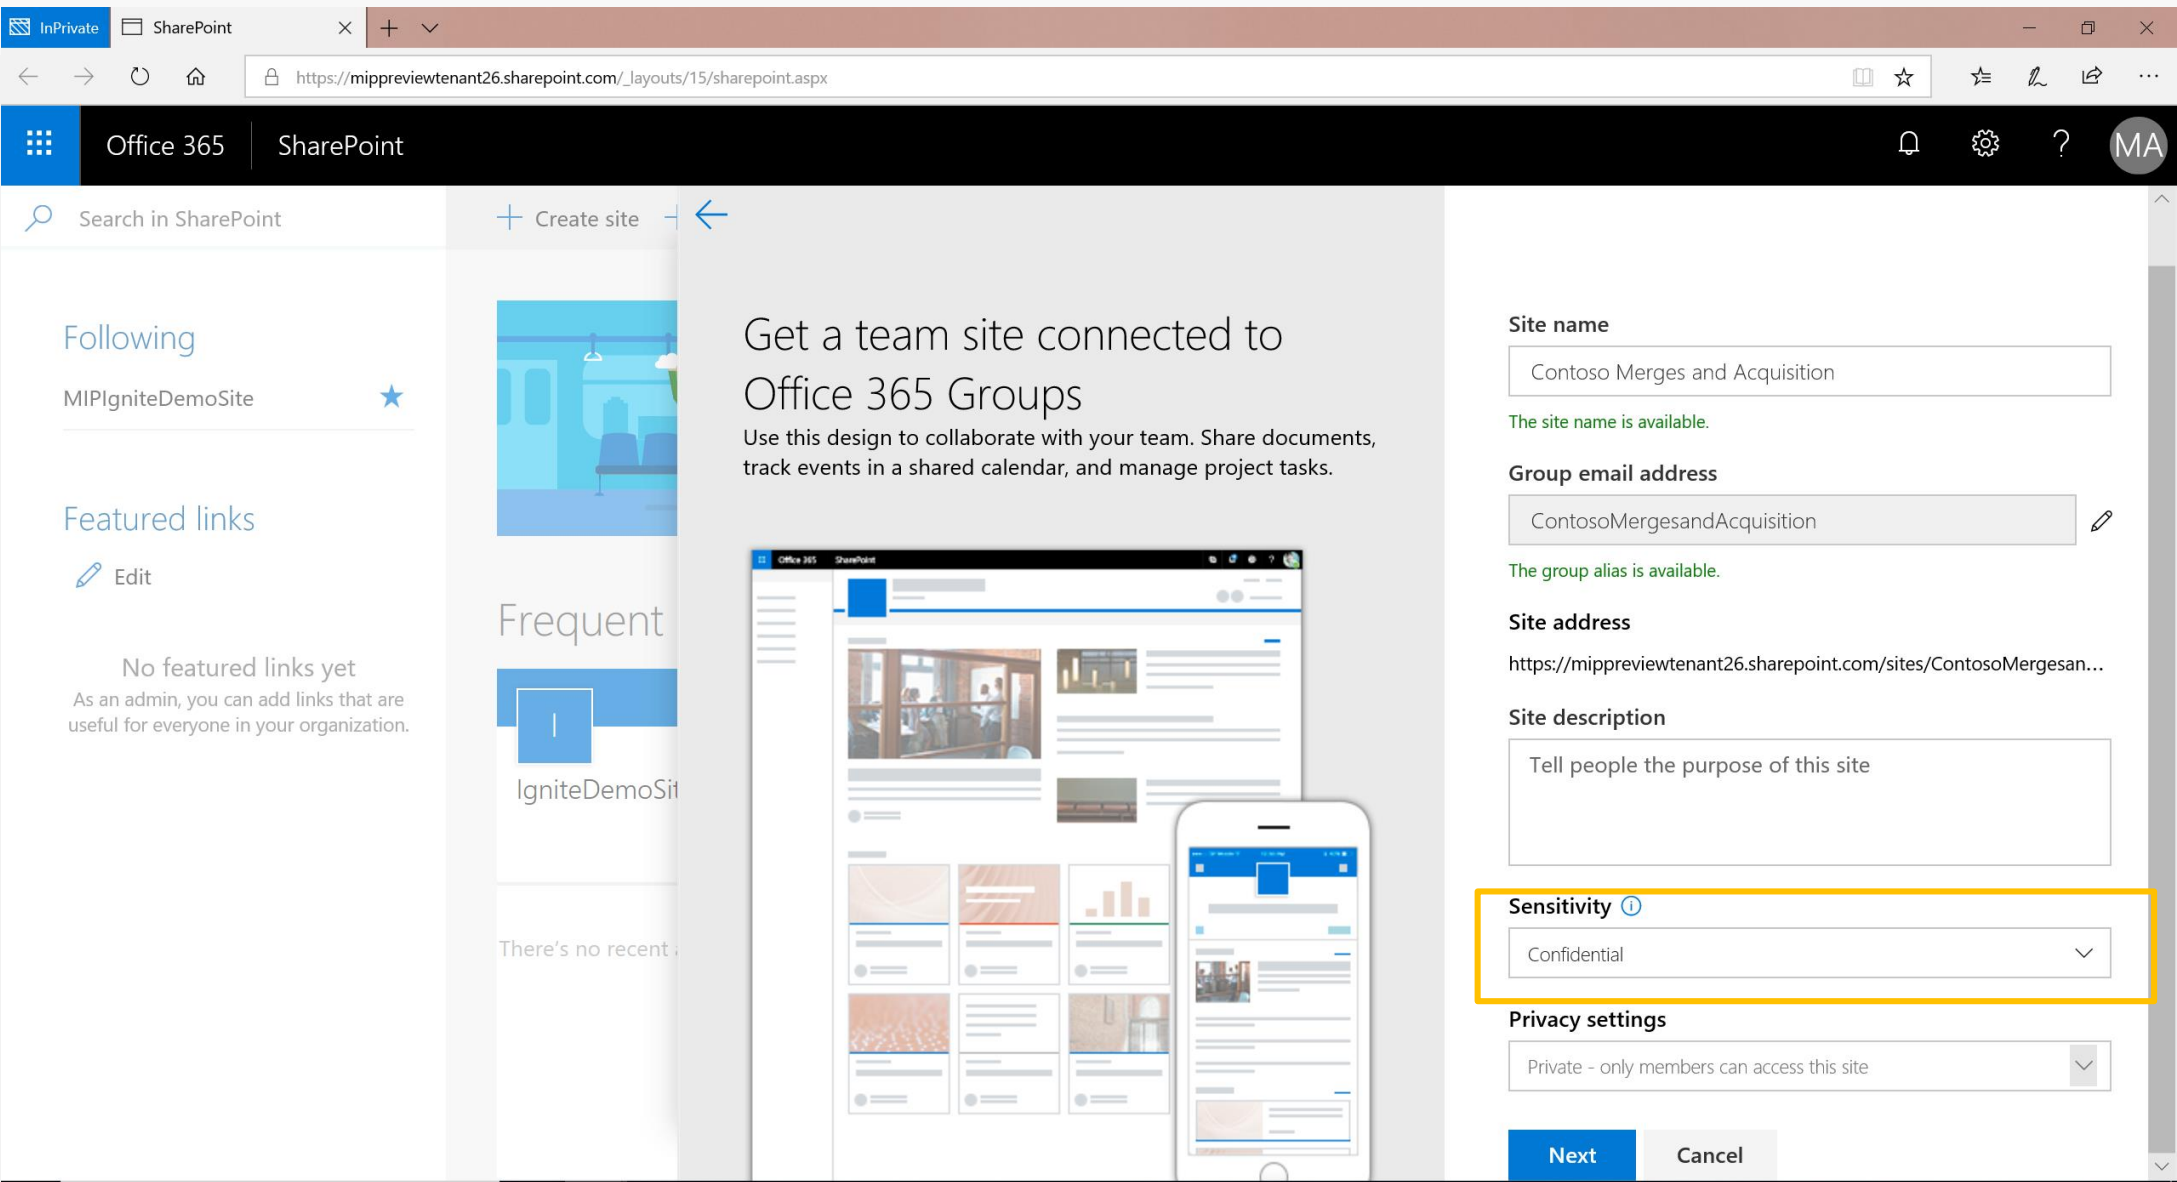 InPrivate
SharePoint
https://mippreviewtenant26.sharepoint.com/_layouts/15/sharepoint.aspx
Office 365
SharePoint
MA
Search in SharePoint
Create site
Following
MIPIgniteDemoSite
Featured links
Edit
No featured links yet
As an admin, you can add links that are
useful for everyone in your organization.
Frequent
I
IgniteDemoSit
There's no recent
Get a team site connected to
Office 365 Groups
Use this design to collaborate with your team. Share documents,
track events in a shared calendar, and manage project tasks.
Office 365 SharePoint
Site name
Contoso Merges and Acquisition
The site name is available.
Group email address
ContosoMergesandAcquisition
The group alias is available.
Site address
https://mippreviewtenant26.sharepoint.com/sites/ContosoMergesan...
Site description
Tell people the purpose of this site
Sensitivity
Confidential
Privacy settings
Private - only members can access this site
Next
Cancel